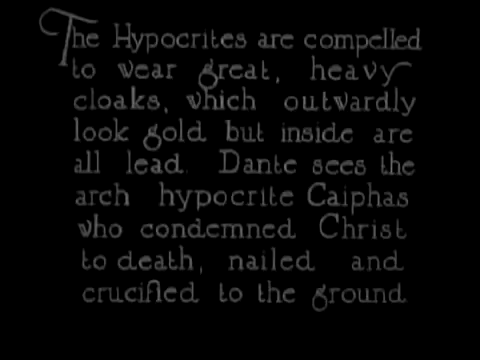 The Hypocrites are compelled
to wear great, heavy
cloaks, which outwardly
look gold but inside are
all lead. Dante sees the
arch hypocrite Caiphas
who condemned Christ
to death, nailed and
crucified to the ground